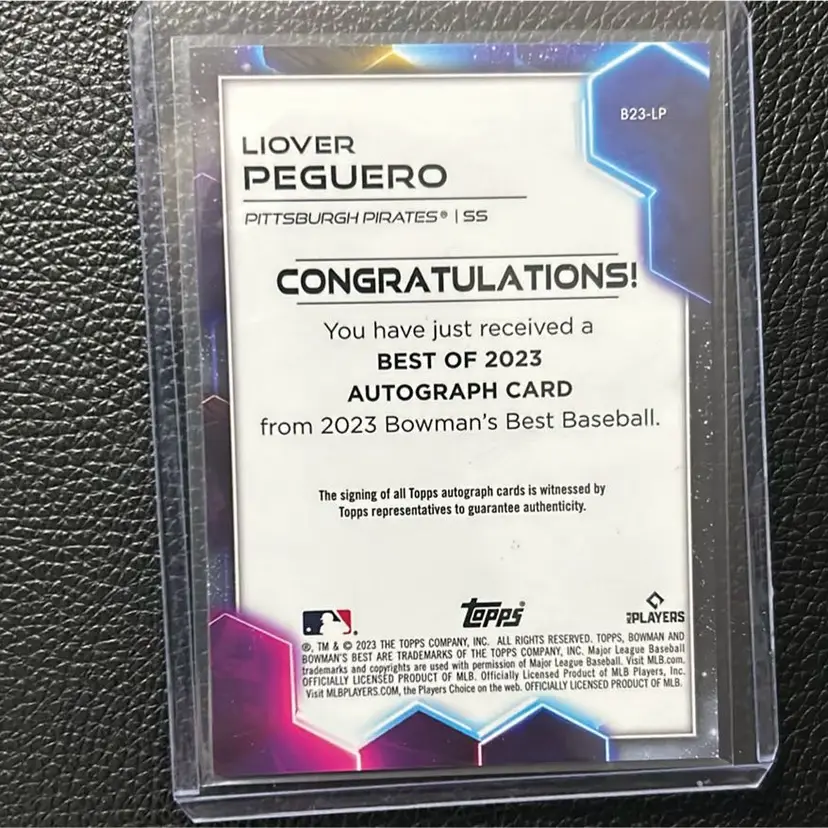 B23-LP
LIOVER
PEGUERO
PITTSBURGH PIRATES® | SS
CONGRATULATIONS!
You have just received a
BEST OF 2023
AUTOGRAPH CARD
from 2023 Bowman's Best Baseball.
The signing of all Topps autograph cards is witnessed by
Topps representatives to guarantee authenticity.
topps®
MLB PLAYERS
®, TM & © 2023 THE TOPPS COMPANY, INC. ALL RIGHTS RESERVED. TOPPS, BOWMAN AND
BOWMAN'S BEST ARE TRADEMARKS OF THE TOPPS COMPANY, INC. Major League Baseball
trademarks and copyrights are used with permission of Major League Baseball. Visit MLB.com.
OFFICIALLY LICENSED PRODUCT OF MLB. Officially Licensed Product of MLB Players, Inc.
Visit MLBPLAYERS.COM, the Players Choice on the web. OFFICIALLY LICENSED PRODUCT OF MLB.